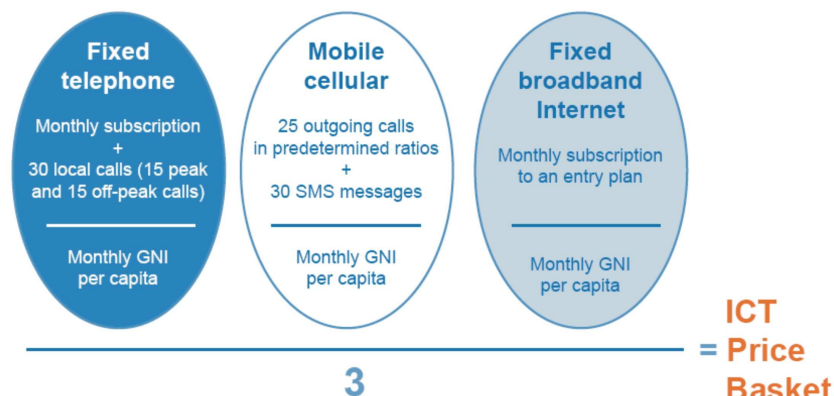 Fixed
telephone
Monthly subscription
+
30 local calls (15 peak
and 15 off-peak calls)
Monthly GNI
per capita
Mobile
cellular
25 outgoing calls
in predetermined ratios
+
30 SMS messages
Monthly GNI
per capita
Fixed
broadband
Internet
Monthly subscription
to an entry plan
Monthly GNI
per capita
3
=
ICT
Price
Basket